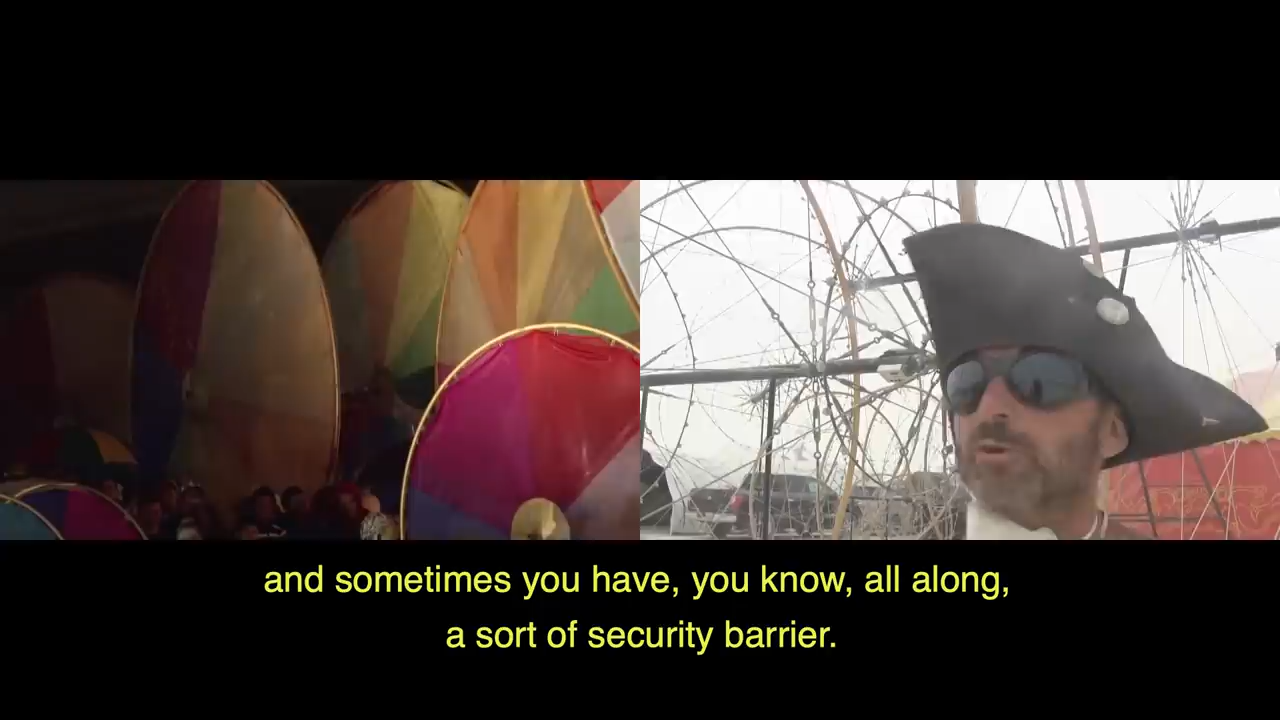 and sometimes you have, you know, all along,
a sort of security barrier.